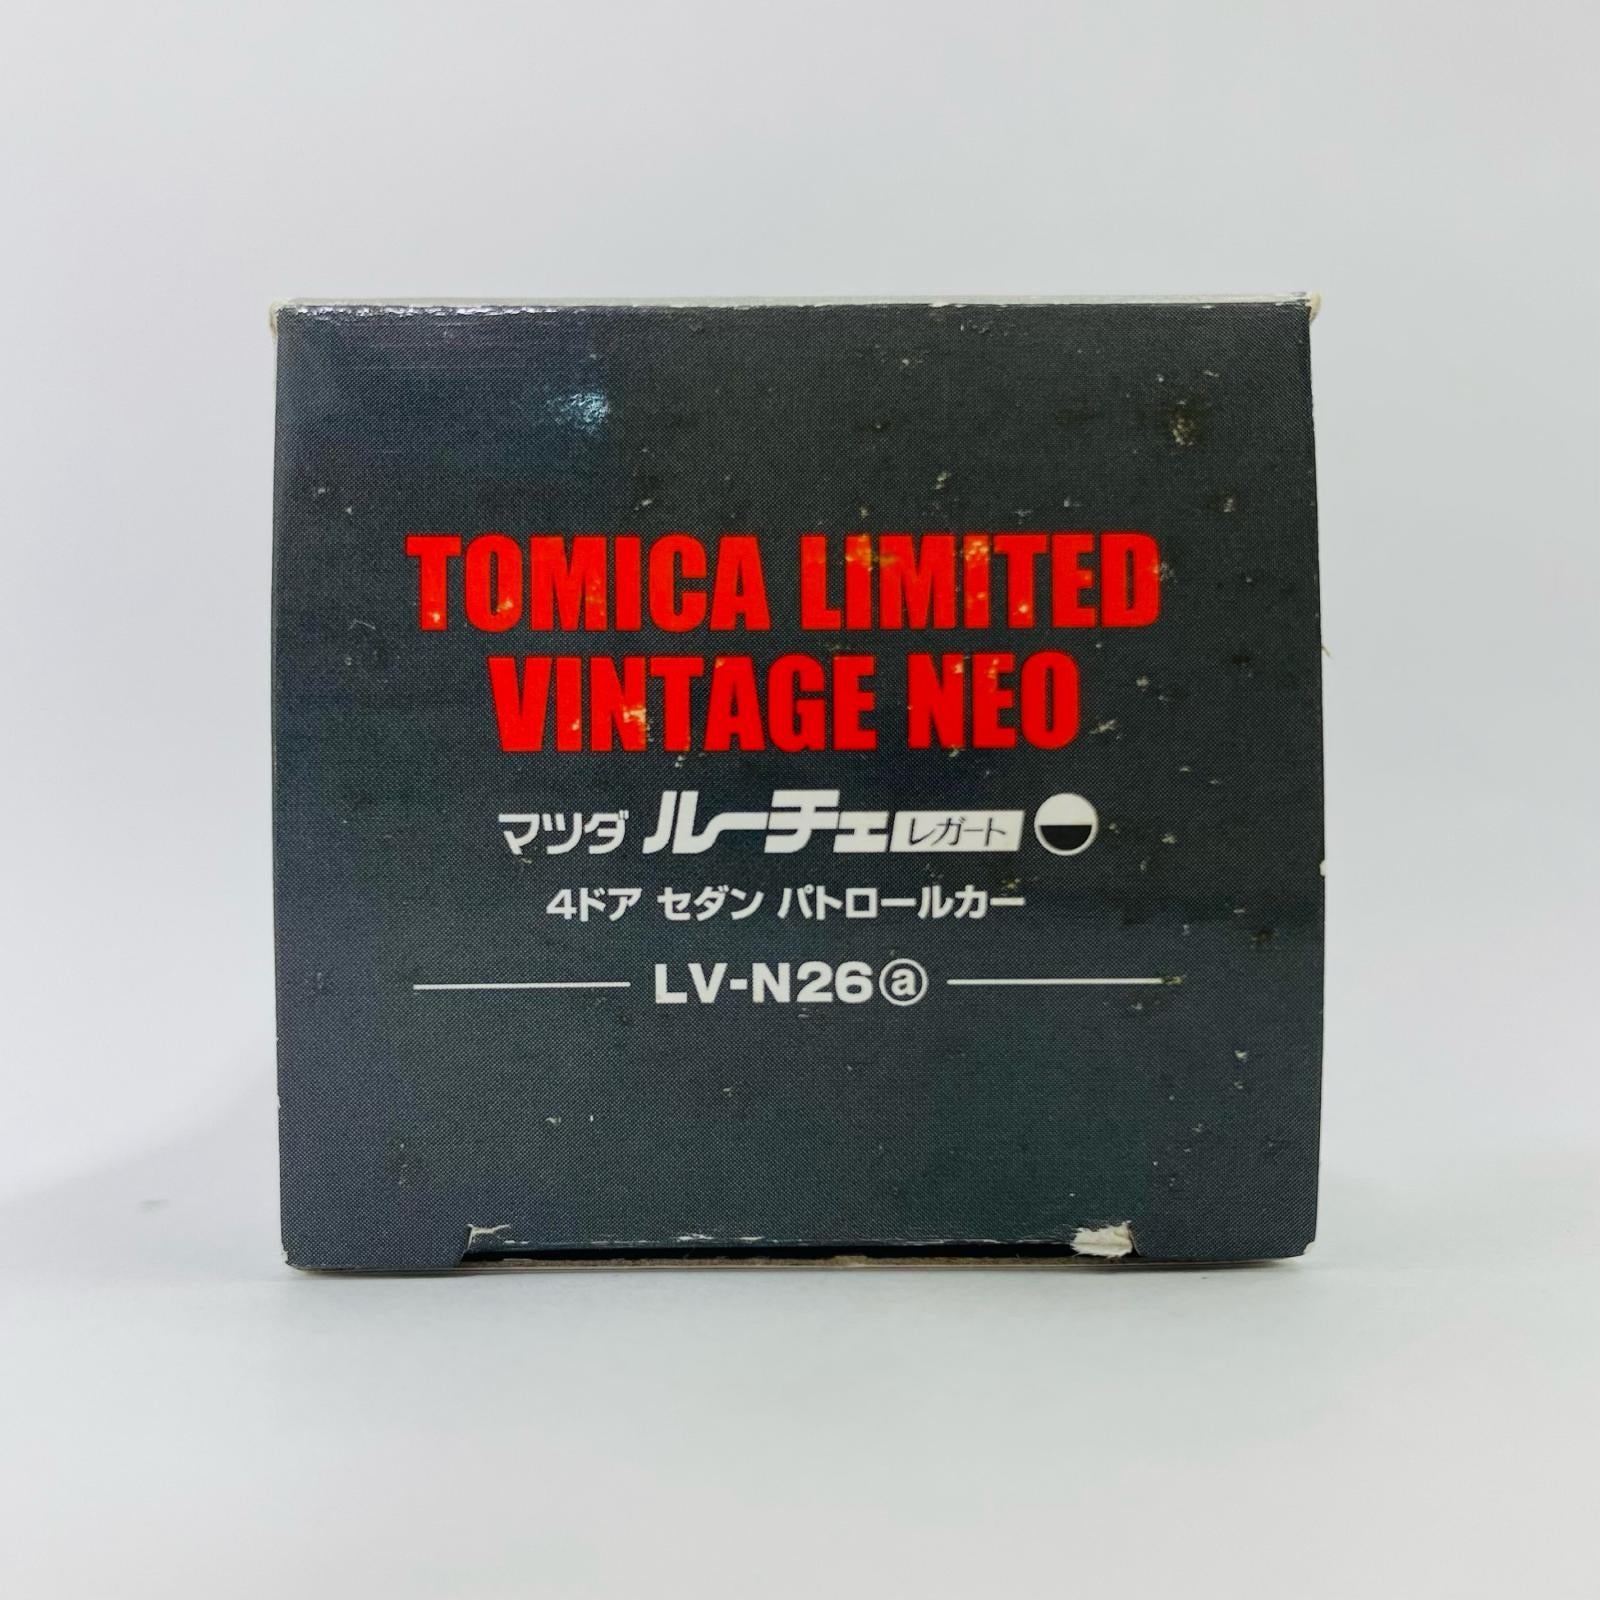 TOMICA LIMITED
VINTAGE NEO
マツダ ルーチェ レガート
4ドア セダン パトロールカー
LV-N26ⓐ